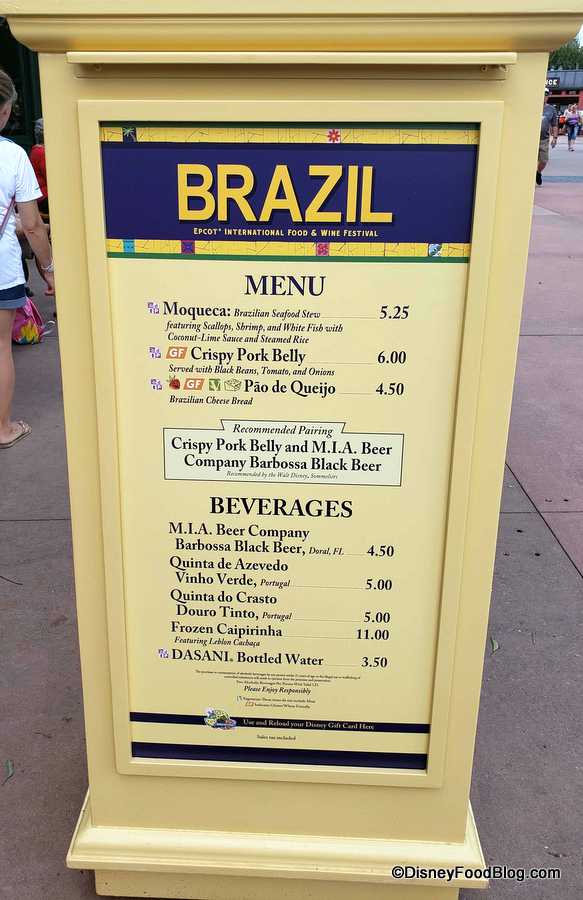 BRAZIL
EPCOT® INTERNATIONAL FOOD & WINE FESTIVAL
MENU
Moqueca: Brazilian Seafood Stew 5.25
featuring Scallops, Shrimp, and White Fish with
Coconut-Lime Sauce and Steamed Rice
GF Crispy Pork Belly 6.00
Served with Black Beans, Tomato, and Onions
GF V Pão de Queijo 4.50
Brazilian Cheese Bread
Recommended Pairing
Crispy Pork Belly and M.I.A. Beer
Company Barbossa Black Beer
Recommended by the Walt Disney, Sommeliers
BEVERAGES
M.I.A. Beer Company
Barbossa Black Beer, Doral, FL 4.50
Quinta de Azevedo
Vinho Verde, Portugal 5.00
Quinta do Crasto
Douro Tinto, Portugal 5.00
Frozen Caipirinha 11.00
Featuring Leblon Cachaça
DASANI® Bottled Water 3.50
Please Enjoy Responsibly
Use and Reload your Disney Gift Card Here
Sales tax included
©DisneyFoodBlog.com